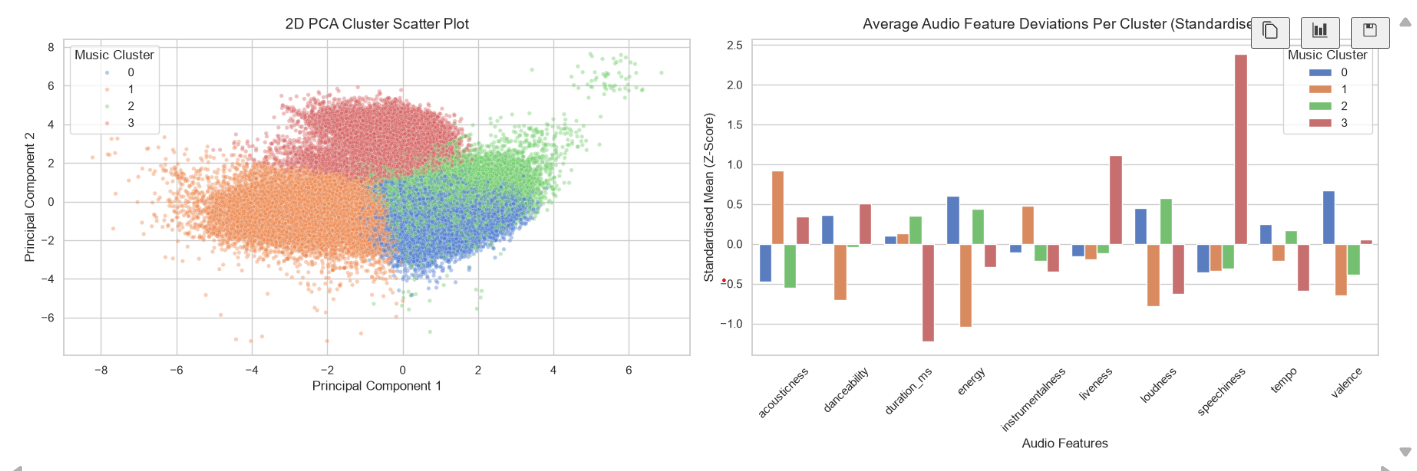 2D PCA Cluster Scatter Plot
Music Cluster
0
1
2
3
8
6
4
2
0
−2
−4
−6
Principal Component 2
−8
−6
−4
−2
0
2
4
6
Principal Component 1
Average Audio Feature Deviations Per Cluster (Standardise
Music Cluster
0
1
2
3
2.5
2.0
1.5
1.0
0.5
0.0
−0.5
−1.0
Standardised Mean (Z-Score)
acousticness
danceability
duration_ms
energy
instrumentalness
liveness
loudness
speechiness
tempo
valence
Audio Features